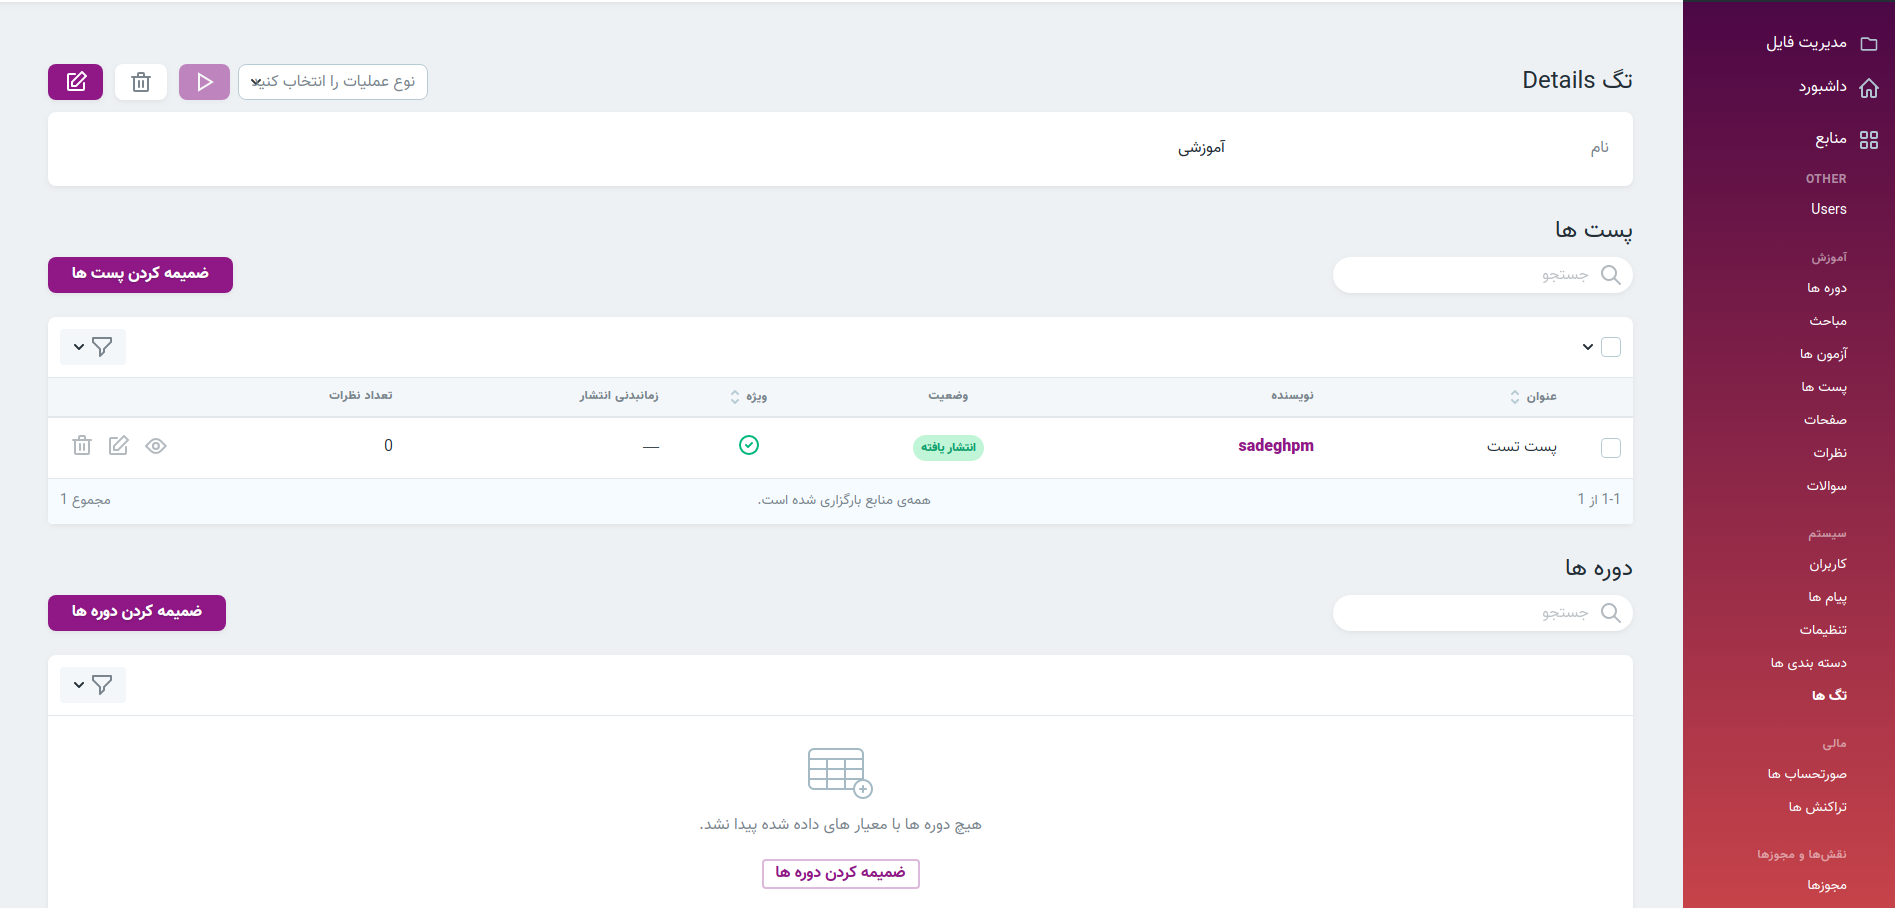 مدیریت فایل
داشبورد
منابع
OTHER
Users
آموزش
دوره ها
مباحث
آزمون ها
پست ها
صفحات
نظرات
سوالات
سیستم
کاربران
پیام ها
تنظیمات
دسته بندی ها
تگ ها
مالی
صورتحساب ها
تراکنش ها
نقش‌ها و مجوزها
مجوزها
تگ Details
نوع عملیات را انتخاب کنید
نام آموزشی
پست ها
جستجو
ضمیمه کردن پست ها
عنوان نویسنده وضعیت ویژه زمانبدنی انتشار تعداد نظرات
پست تست sadeghpm انتشار یافته — 0
1-1 از 1 همه‌ی منابع بارگزاری شده است. مجموع 1
دوره ها
جستجو
ضمیمه کردن دوره ها
هیچ دوره ها با معیار های داده شده پیدا نشد.
ضمیمه کردن دوره ها